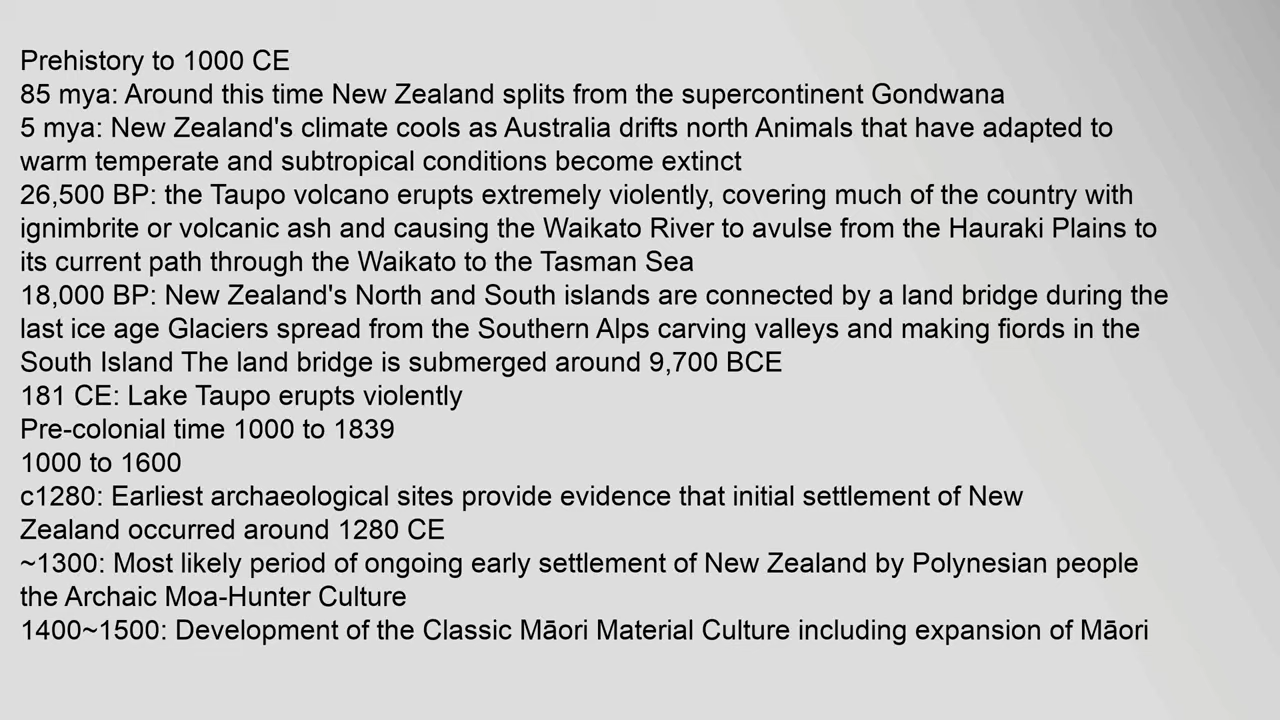 Prehistory to 1000 CE
85 mya: Around this time New Zealand splits from the supercontinent Gondwana
5 mya: New Zealand's climate cools as Australia drifts north Animals that have adapted to
warm temperate and subtropical conditions become extinct
26,500 BP: the Taupo volcano erupts extremely violently, covering much of the country with
ignimbrite or volcanic ash and causing the Waikato River to avulse from the Hauraki Plains to
its current path through the Waikato to the Tasman Sea
18,000 BP: New Zealand's North and South islands are connected by a land bridge during the
last ice age Glaciers spread from the Southern Alps carving valleys and making fiords in the
South Island The land bridge is submerged around 9,700 BCE
181 CE: Lake Taupo erupts violently
Pre-colonial time 1000 to 1839
1000 to 1600
c1280: Earliest archaeological sites provide evidence that initial settlement of New
Zealand occurred around 1280 CE
~1300: Most likely period of ongoing early settlement of New Zealand by Polynesian people
the Archaic Moa-Hunter Culture
1400~1500: Development of the Classic Māori Material Culture including expansion of Māori